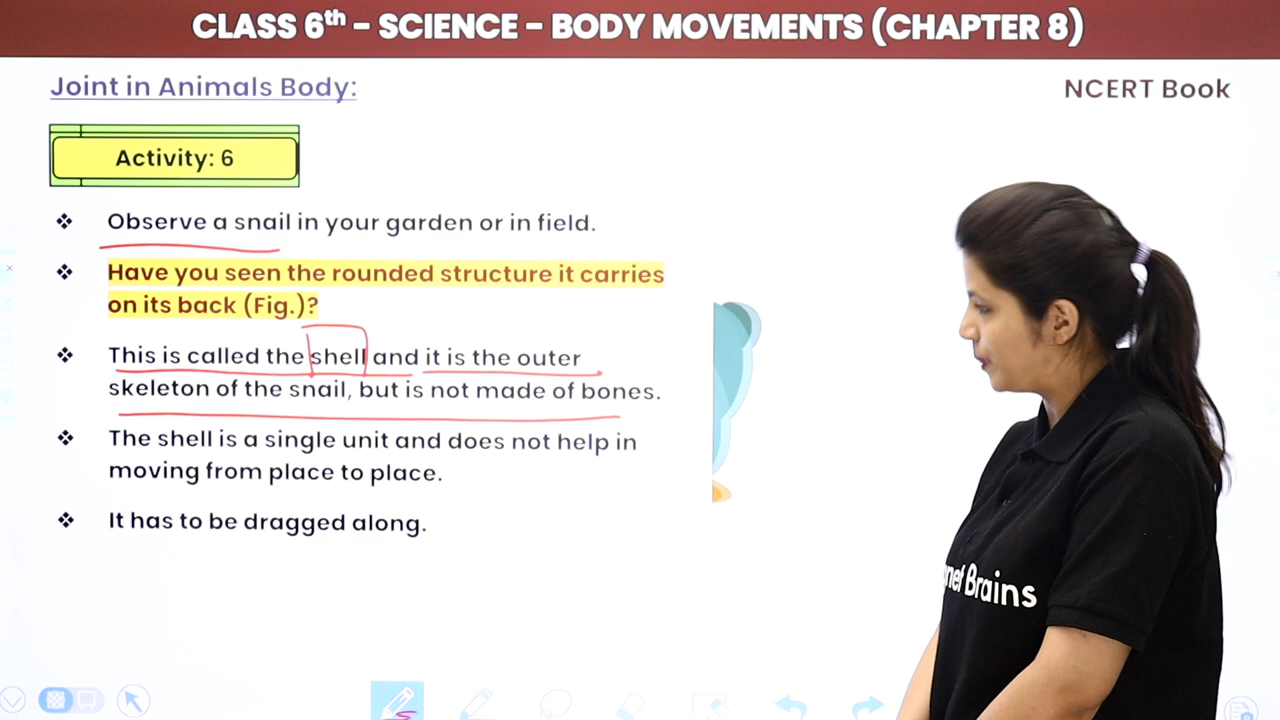 CLASS 6th - SCIENCE - BODY MOVEMENTS (CHAPTER 8)
Joint in Animals Body:
NCERT Book
Activity: 6
❖ Observe a snail in your garden or in field.
❖ Have you seen the rounded structure it carries
on its back (Fig.)?
❖ This is called the shell and it is the outer
skeleton of the snail, but is not made of bones.
❖ The shell is a single unit and does not help in
moving from place to place.
❖ It has to be dragged along.
Brains